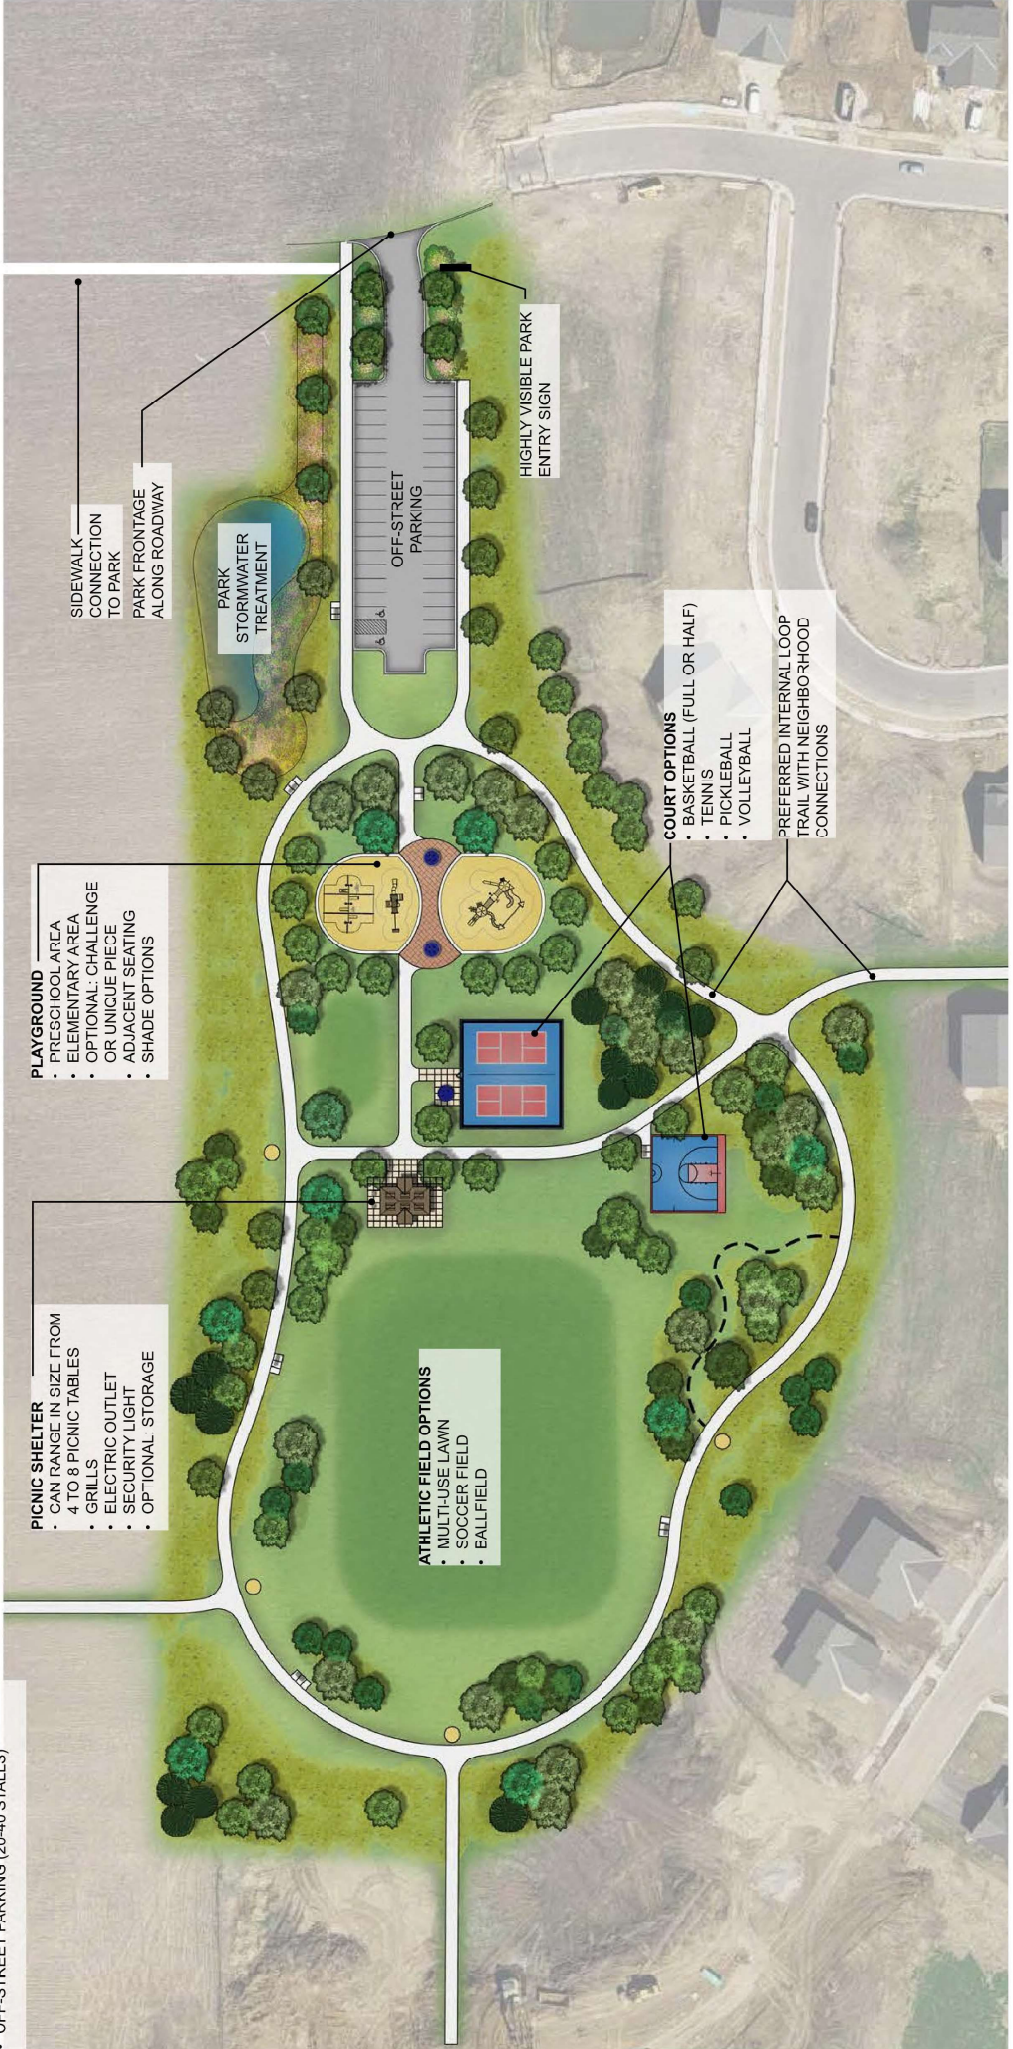 OFF-STREET PARKING (20-40 STALLS)
PICNIC SHELTER
- CAN RANGE IN SIZE FROM
4 TO 8 PICNIC TABLES
• GRILLS
• ELECTRIC OUTLET
• SECURITY LIGHT
• OPTIONAL STORAGE
PLAYGROUND
- PRESCHOOL AREA
• ELEMENTARY AREA
• OPTIONAL: CHALLENGE
OR UNIQUE PIECE
• ADJACENT SEATING
• SHADE OPTIONS
SIDEWALK
CONNECTION
TO PARK
PARK FRONTAGE
ALONG ROADWAY
PARK
STORMWATER
TREATMENT
OFF-STREET
PARKING
HIGHLY VISIBLE PARK
ENTRY SIGN
ATHLETIC FIELD OPTIONS
• MULTI-USE LAWN
• SOCCER FIELD
• BALLFIELD
COURT OPTIONS
• BASKETBALL (FULL OR HALF)
• TENNIS
• PICKLEBALL
• VOLLEYBALL
PREFERRED INTERNAL LOOP
TRAIL WITH NEIGHBORHOOD
CONNECTIONS